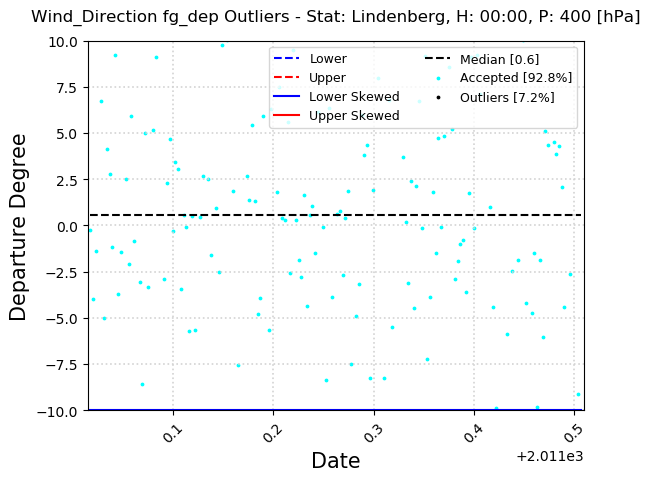 Wind_Direction fg_dep Outliers - Stat: Lindenberg, H: 00:00, P: 400 [hPa]
10.0
7.5
5.0
2.5
0.0
−2.5
−5.0
−7.5
−10.0
Departure Degree
Lower
Upper
Lower Skewed
Upper Skewed
Median [0.6]
Accepted [92.8%]
Outliers [7.2%]
0.1
0.2
0.3
0.4
0.5
+2.011e3
Date